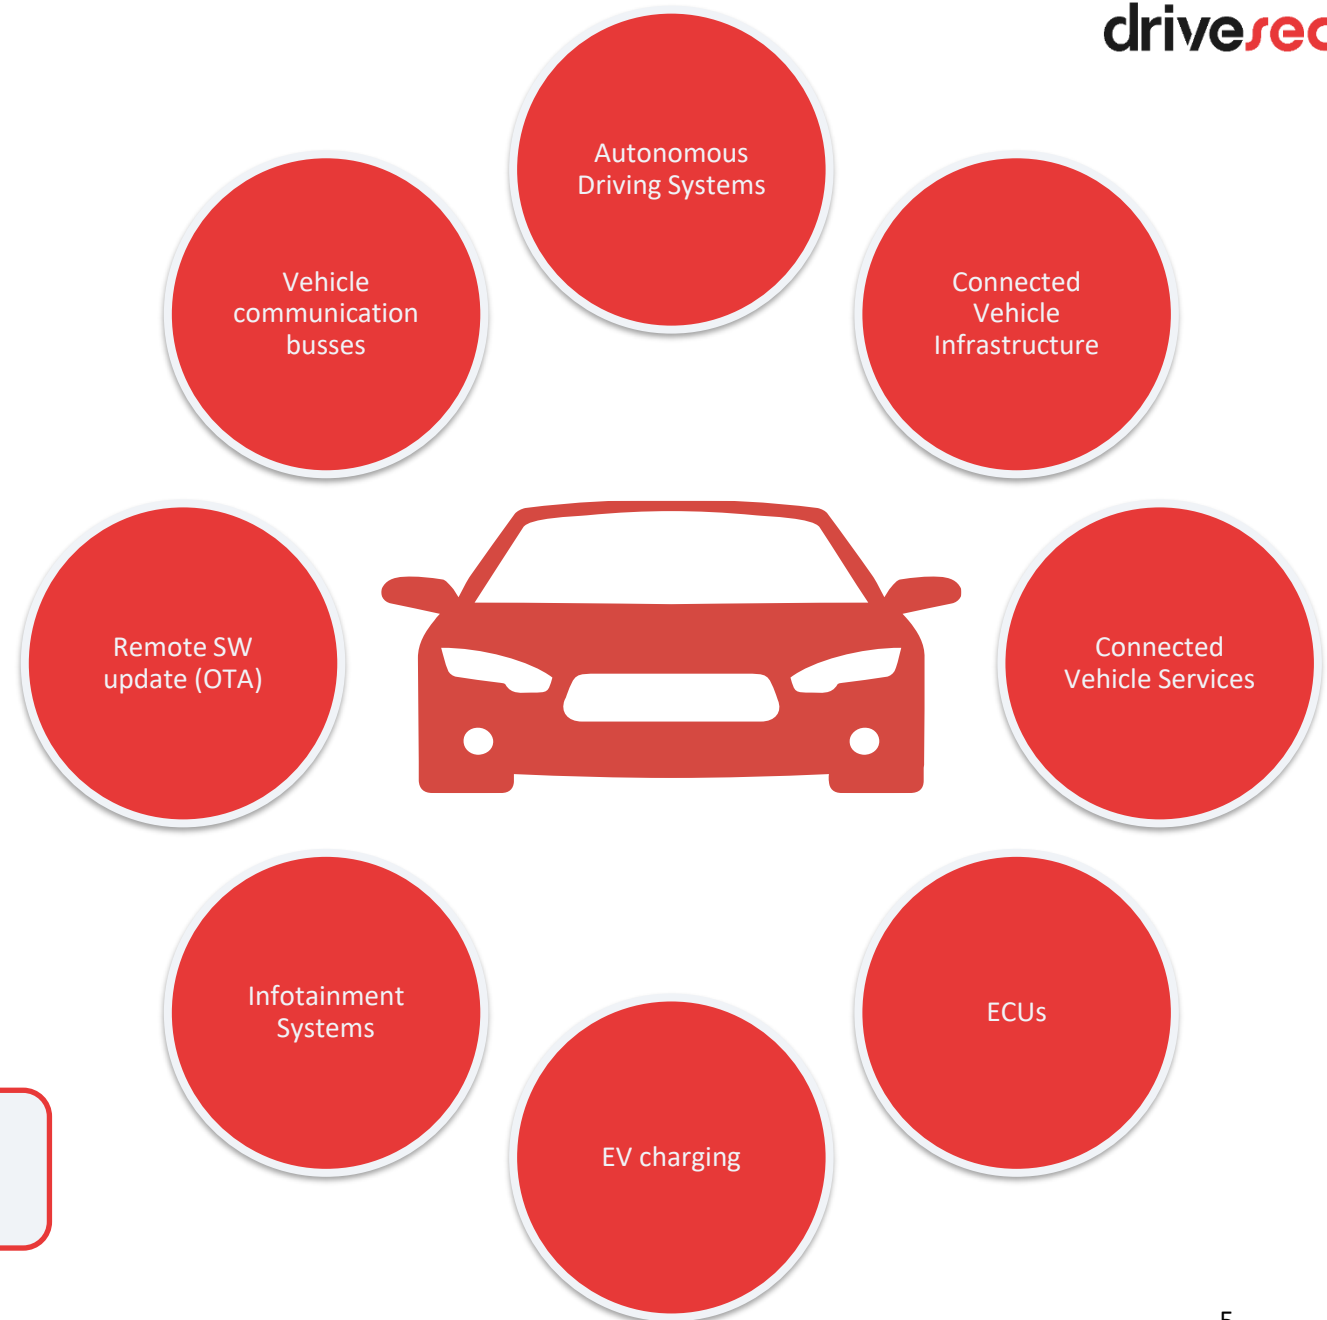 drivesec
Autonomous
Driving Systems
Vehicle
communication
busses
Connected
Vehicle
Infrastructure
Remote SW
update (OTA)
Connected
Vehicle Services
Infotainment
Systems
ECUs
EV charging